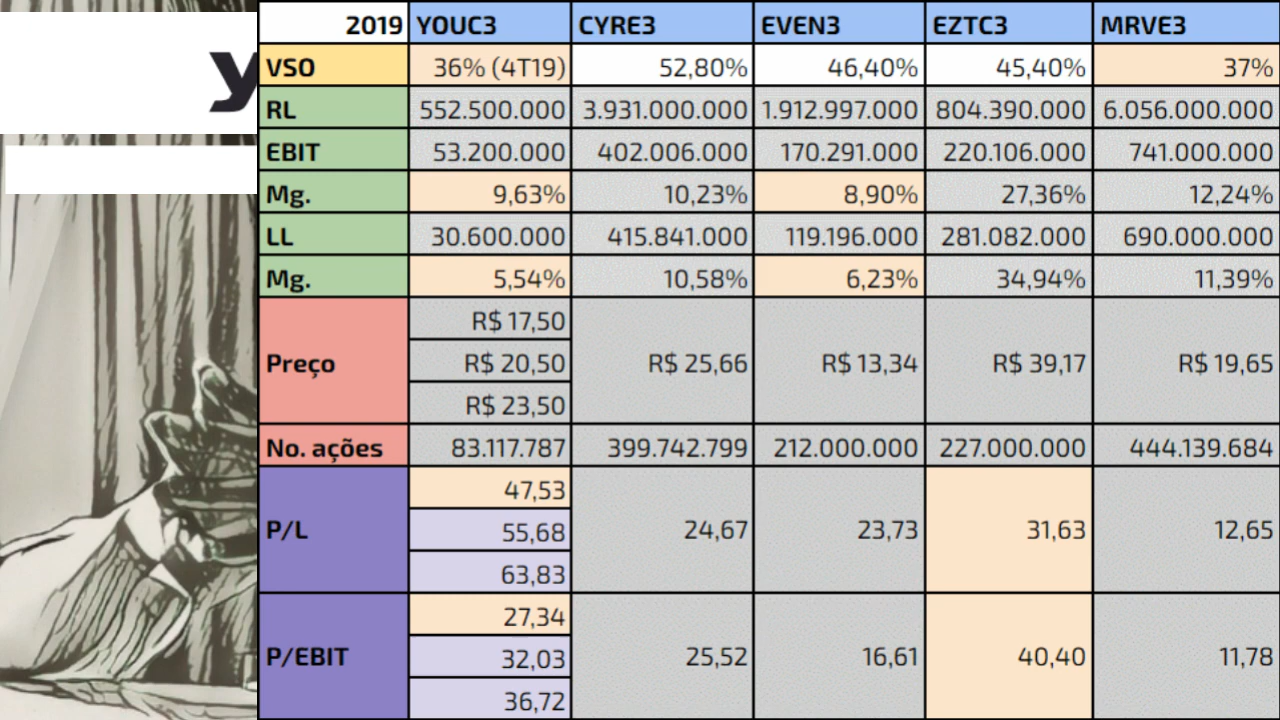 y
2019 YOUC3 CYRE3 EVEN3 EZTC3 MRVE3
VSO 36% (4T19) 52,80% 46,40% 45,40% 37%
RL 552.500.000 3.931.000.000 1.912.997.000 804.390.000 6.056.000.000
EBIT 53.200.000 402.006.000 170.291.000 220.106.000 741.000.000
Mg. 9,63% 10,23% 8,90% 27,36% 12,24%
LL 30.600.000 415.841.000 119.196.000 281.082.000 690.000.000
Mg. 5,54% 10,58% 6,23% 34,94% 11,39%
R$ 17,50
Preço R$ 20,50 R$ 25,66 R$ 13,34 R$ 39,17 R$ 19,65
R$ 23,50
No. ações 83.117.787 399.742.799 212.000.000 227.000.000 444.139.684
47,53
P/L 55,68 24,67 23,73 31,63 12,65
63,83
27,34
P/EBIT 32,03 25,52 16,61 40,40 11,78
36,72